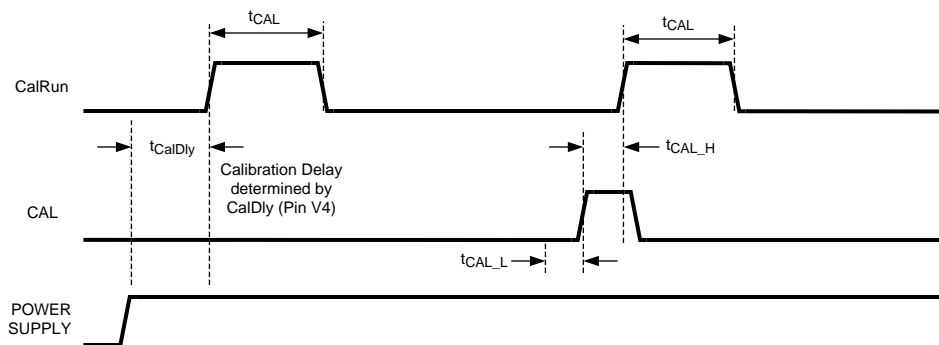 tCAL
tCAL
CalRun
tCalDly
tCAL_H
Calibration Delay
determined by
CalDly (Pin V4)
CAL
tCAL_L
POWER
SUPPLY